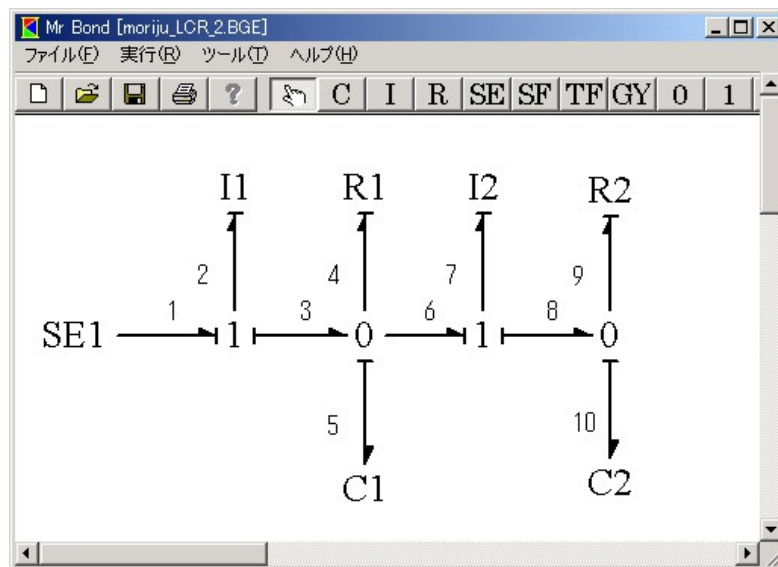 Mr Bond [moriju_LCR_2.BGE]
ファイル(F) 実行(R) ツール(T) ヘルプ(H)
? C I R SE SF TF GY 0 1
I1 R1 I2 R2
2 4 7 9
1 3 6 8
SE1 1 0 1 0
5 10
C1 C2